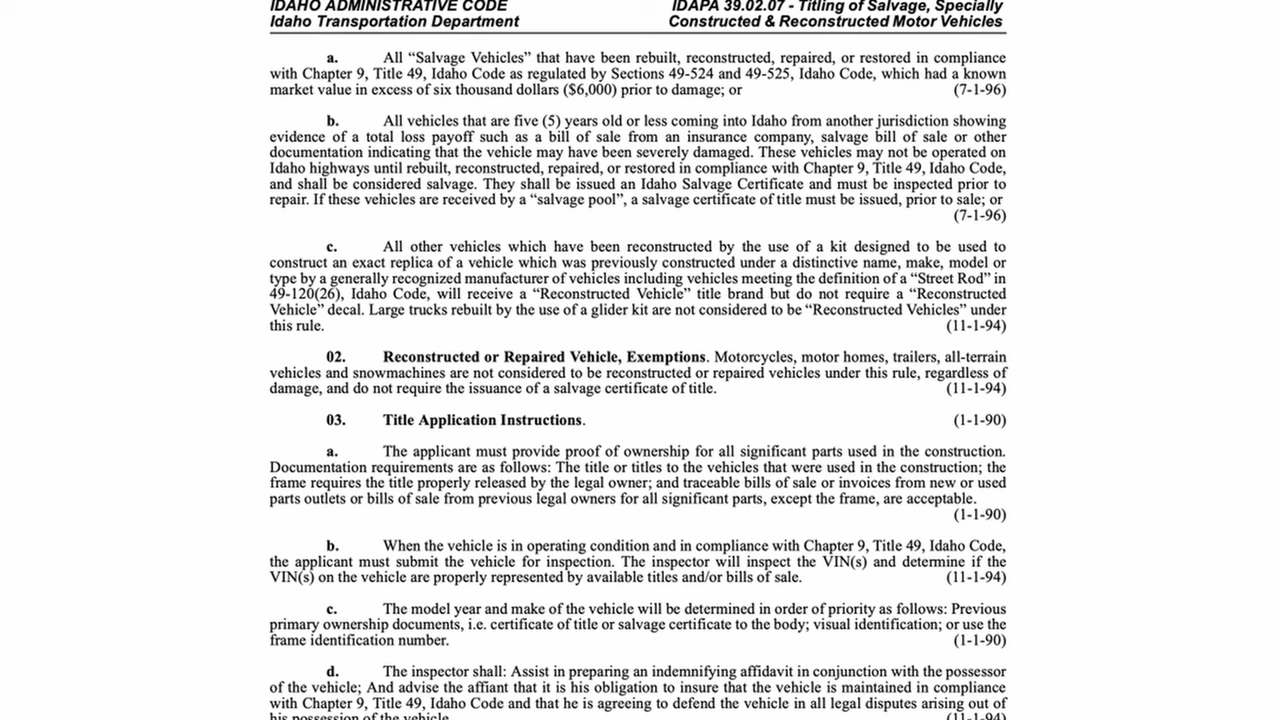 IDAHO ADMINISTRATIVE CODE IDAPA 39.02.07 - Titling of Salvage, Specially
Idaho Transportation Department Constructed & Reconstructed Motor Vehicles
a. All “Salvage Vehicles” that have been rebuilt, reconstructed, repaired, or restored in compliance
with Chapter 9, Title 49, Idaho Code as regulated by Sections 49-524 and 49-525, Idaho Code, which had a known
market value in excess of six thousand dollars ($6,000) prior to damage; or (7-1-96)
b. All vehicles that are five (5) years old or less coming into Idaho from another jurisdiction showing
evidence of a total loss payoff such as a bill of sale from an insurance company, salvage bill of sale or other
documentation indicating that the vehicle may have been severely damaged. These vehicles may not be operated on
Idaho highways until rebuilt, reconstructed, repaired, or restored in compliance with Chapter 9, Title 49, Idaho Code,
and shall be considered salvage. They shall be issued an Idaho Salvage Certificate and must be inspected prior to
repair. If these vehicles are received by a “salvage pool”, a salvage certificate of title must be issued, prior to sale; or
(7-1-96)
c. All other vehicles which have been reconstructed by the use of a kit designed to be used to
construct an exact replica of a vehicle which was previously constructed under a distinctive name, make, model or
type by a generally recognized manufacturer of vehicles including vehicles meeting the definition of a “Street Rod” in
49-120(26), Idaho Code, will receive a “Reconstructed Vehicle” title brand but do not require a “Reconstructed
Vehicle” decal. Large trucks rebuilt by the use of a glider kit are not considered to be “Reconstructed Vehicles” under
this rule. (11-1-94)
02. Reconstructed or Repaired Vehicle, Exemptions. Motorcycles, motor homes, trailers, all-terrain
vehicles and snowmachines are not considered to be reconstructed or repaired vehicles under this rule, regardless of
damage, and do not require the issuance of a salvage certificate of title. (11-1-94)
03. Title Application Instructions. (1-1-90)
a. The applicant must provide proof of ownership for all significant parts used in the construction.
Documentation requirements are as follows: The title or titles to the vehicles that were used in the construction; the
frame requires the title properly released by the legal owner; and traceable bills of sale or invoices from new or used
parts outlets or bills of sale from previous legal owners for all significant parts, except the frame, are acceptable.
(1-1-90)
b. When the vehicle is in operating condition and in compliance with Chapter 9, Title 49, Idaho Code,
the applicant must submit the vehicle for inspection. The inspector will inspect the VIN(s) and determine if the
VIN(s) on the vehicle are properly represented by available titles and/or bills of sale. (11-1-94)
c. The model year and make of the vehicle will be determined in order of priority as follows: Previous
primary ownership documents, i.e. certificate of title or salvage certificate to the body; visual identification; or use the
frame identification number. (1-1-90)
d. The inspector shall: Assist in preparing an indemnifying affidavit in conjunction with the possessor
of the vehicle; And advise the affiant that it is his obligation to insure that the vehicle is maintained in compliance
with Chapter 9, Title 49, Idaho Code and that he is agreeing to defend the vehicle in all legal disputes arising out of
his possession of the vehicle. (11-1-94)